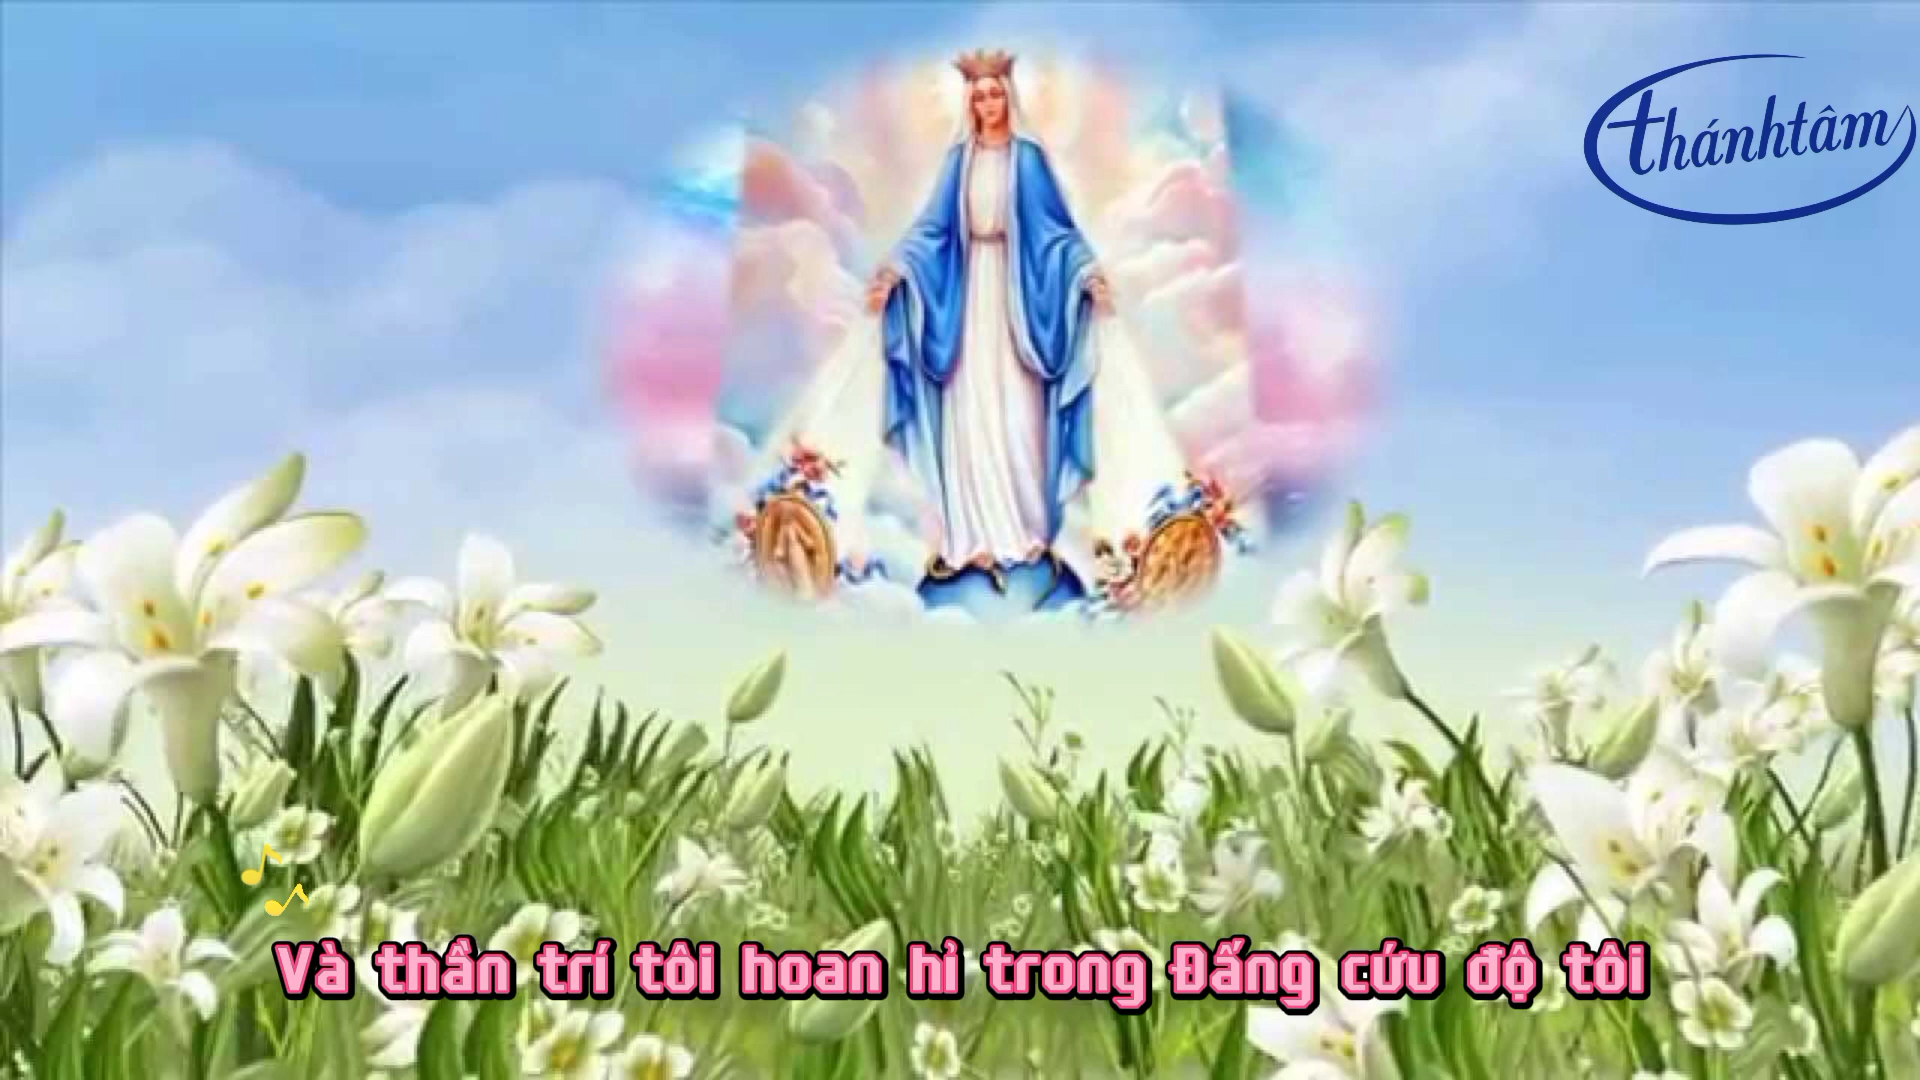 thánhtâm
Và thần trí tôi hoan hỉ trong Đấng cứu độ tôi